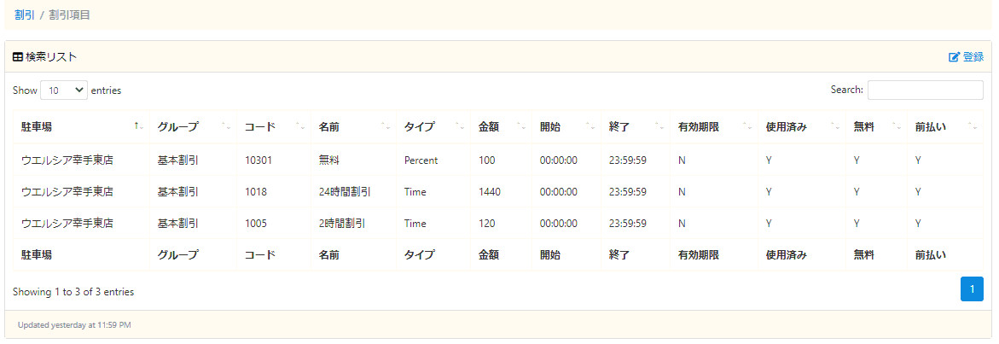 割引 / 割引項目
検索リスト 登録
Show 10 entries Search:
駐車場 グループ コード 名前 タイプ 金額 開始 終了 有効期限 使用済み 無料 前払い
ウエルシア幸手東店 基本割引 10301 無料 Percent 100 00:00:00 23:59:59 N Y Y Y
ウエルシア幸手東店 基本割引 1018 24時間割引 Time 1440 00:00:00 23:59:59 N Y Y Y
ウエルシア幸手東店 基本割引 1005 2時間割引 Time 120 00:00:00 23:59:59 N Y Y Y
駐車場 グループ コード 名前 タイプ 金額 開始 終了 有効期限 使用済み 無料 前払い
Showing 1 to 3 of 3 entries 1
Updated yesterday at 11:59 PM